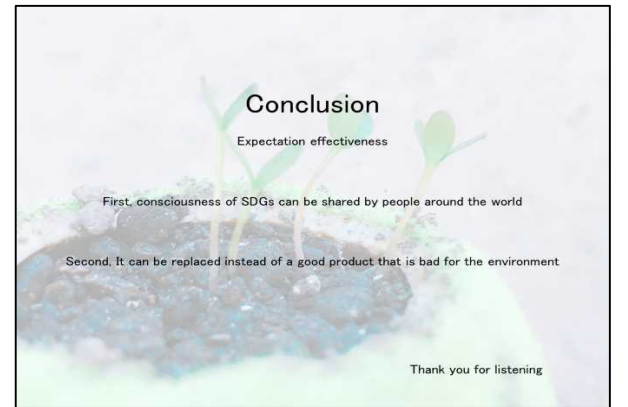 Conclusion
Expectation effectiveness
First, consciousness of SDGs can be shared by people around the world
Second, It can be replaced instead of a good product that is bad for the environment
Thank you for listening